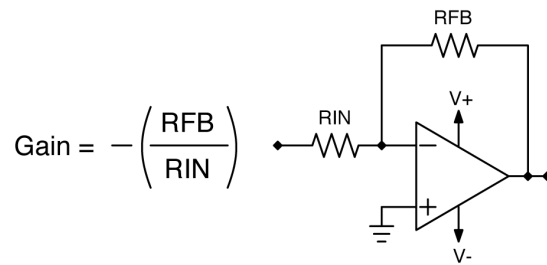 RFB
V+
RIN
Gain = −(RFB/RIN)
−
+
V-